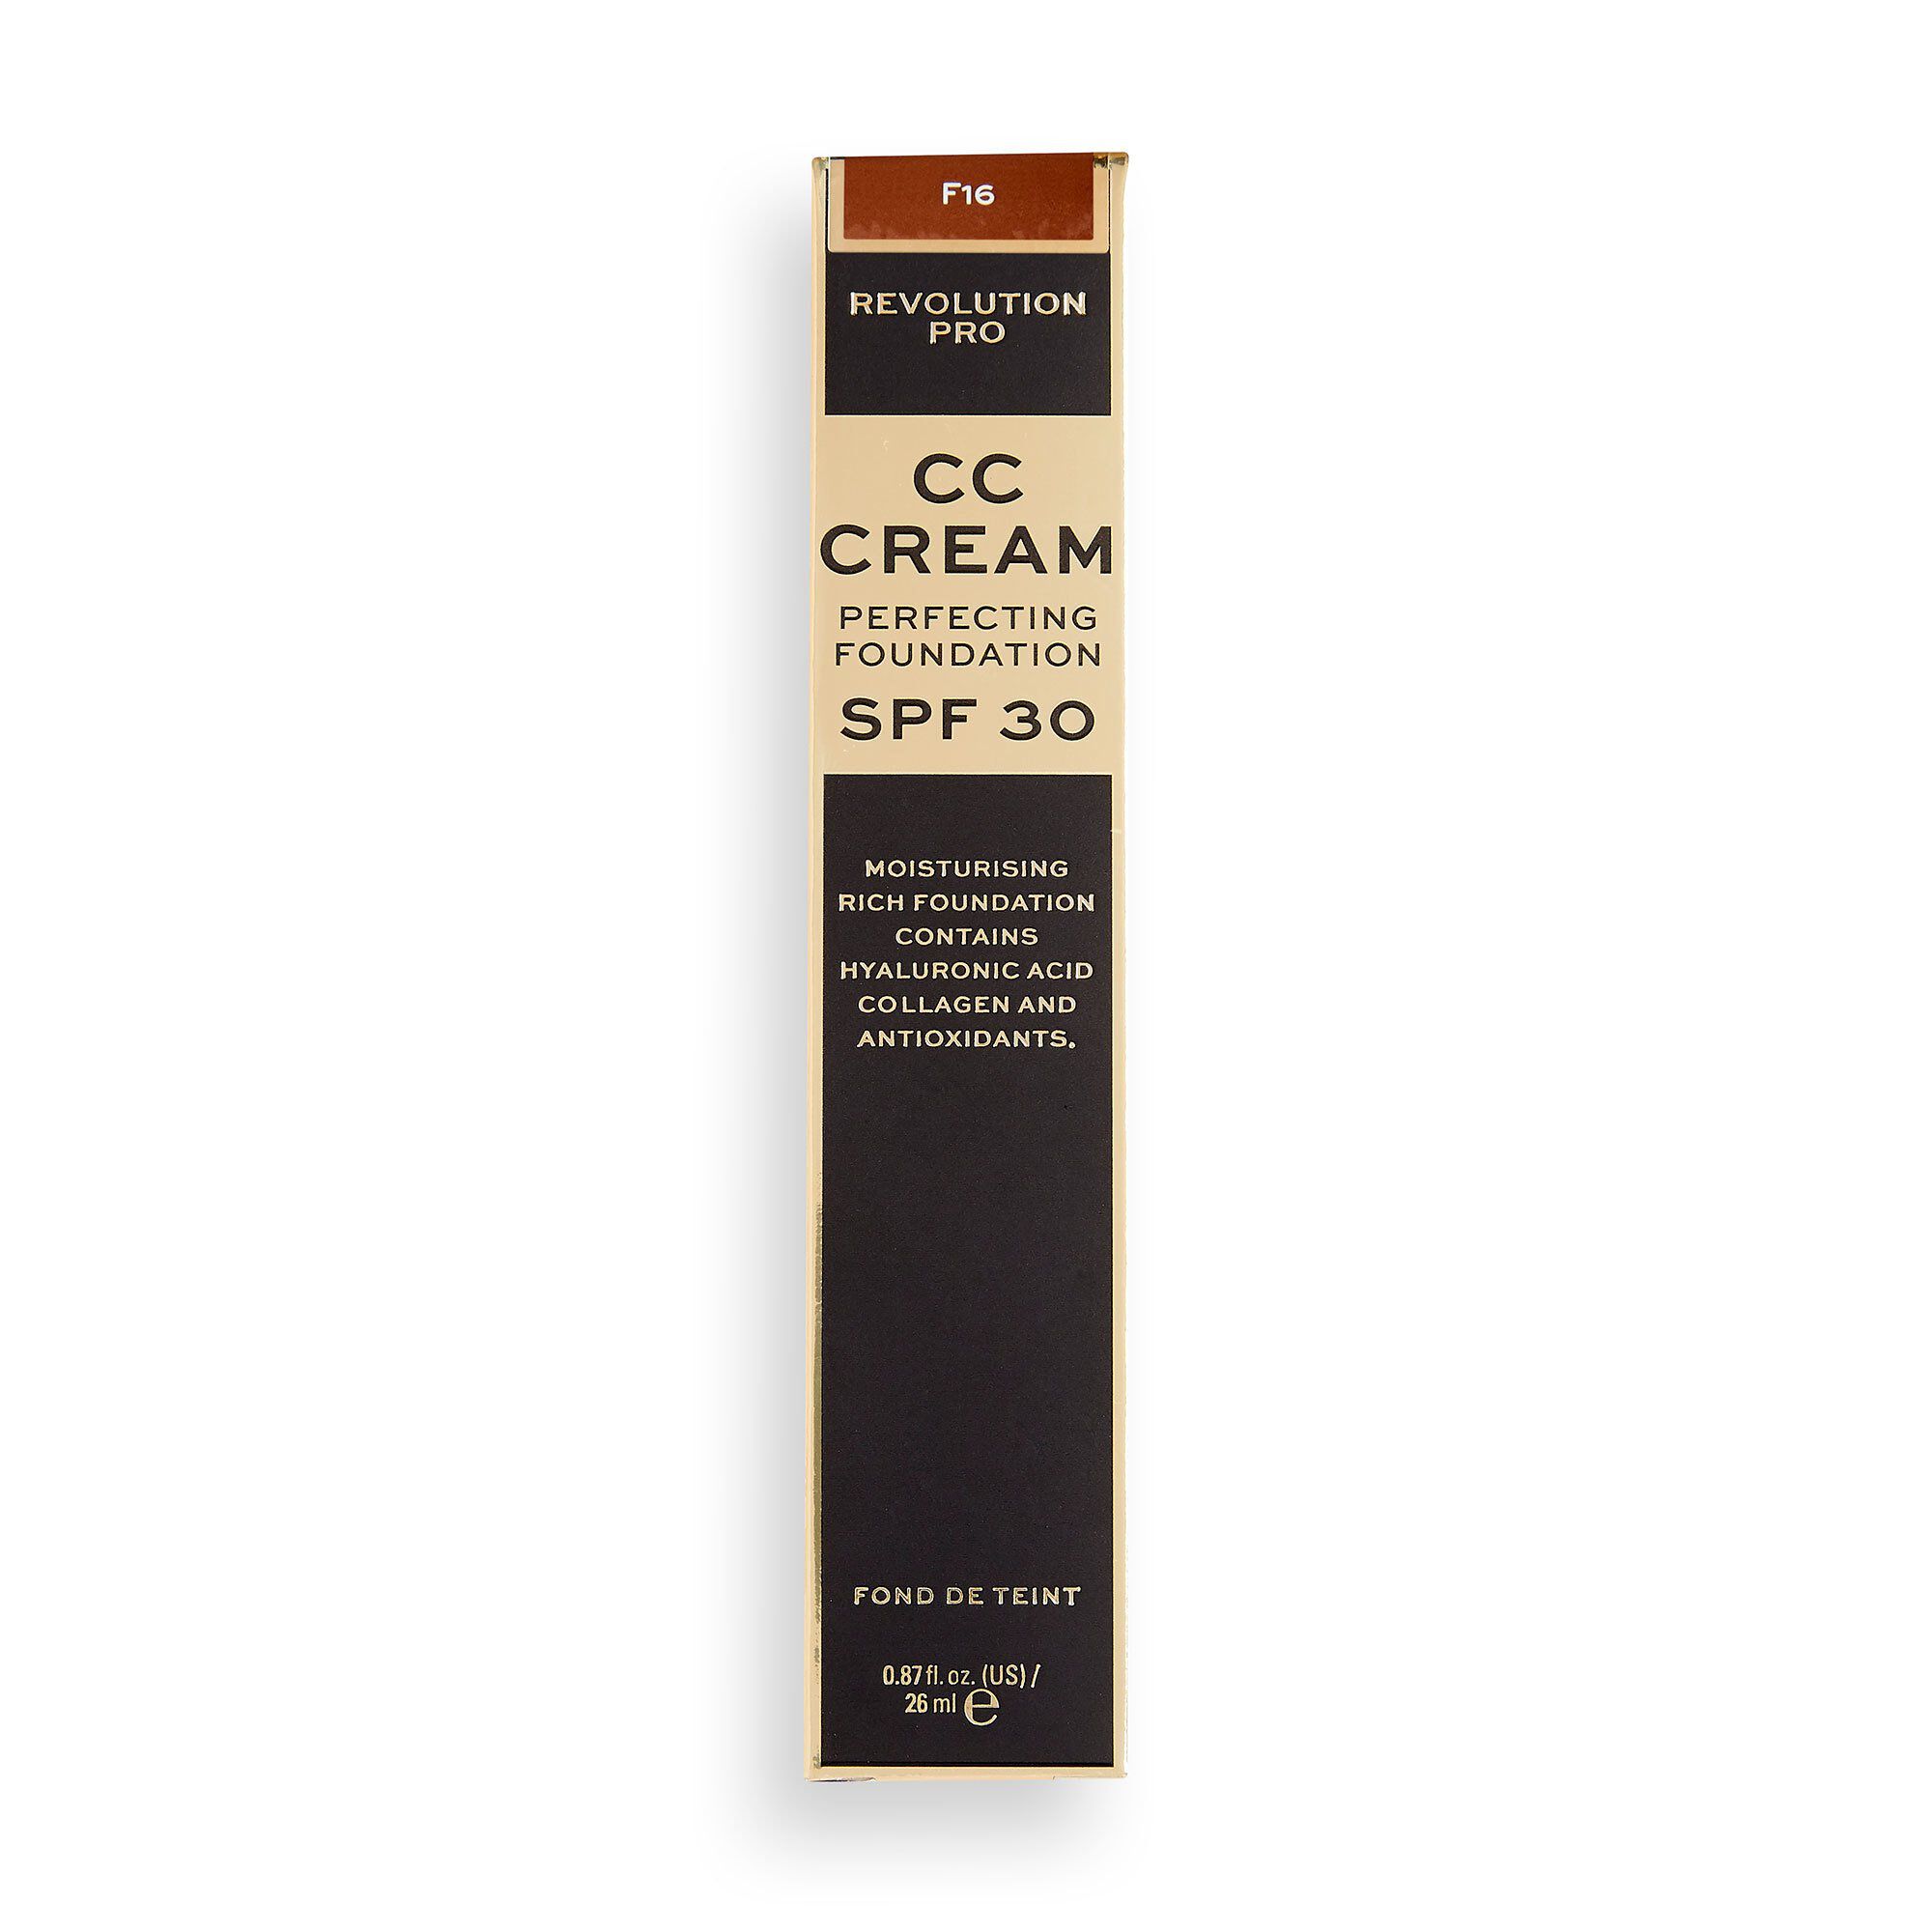 F16
REVOLUTION
PRO
CC
CREAM
PERFECTING
FOUNDATION
SPF 30
MOISTURISING
RICH FOUNDATION
CONTAINS
HYALURONIC ACID
COLLAGEN AND
ANTIOXIDANTS.
FOND DE TEINT
0.87 fl. oz. (US) /
26 ml e